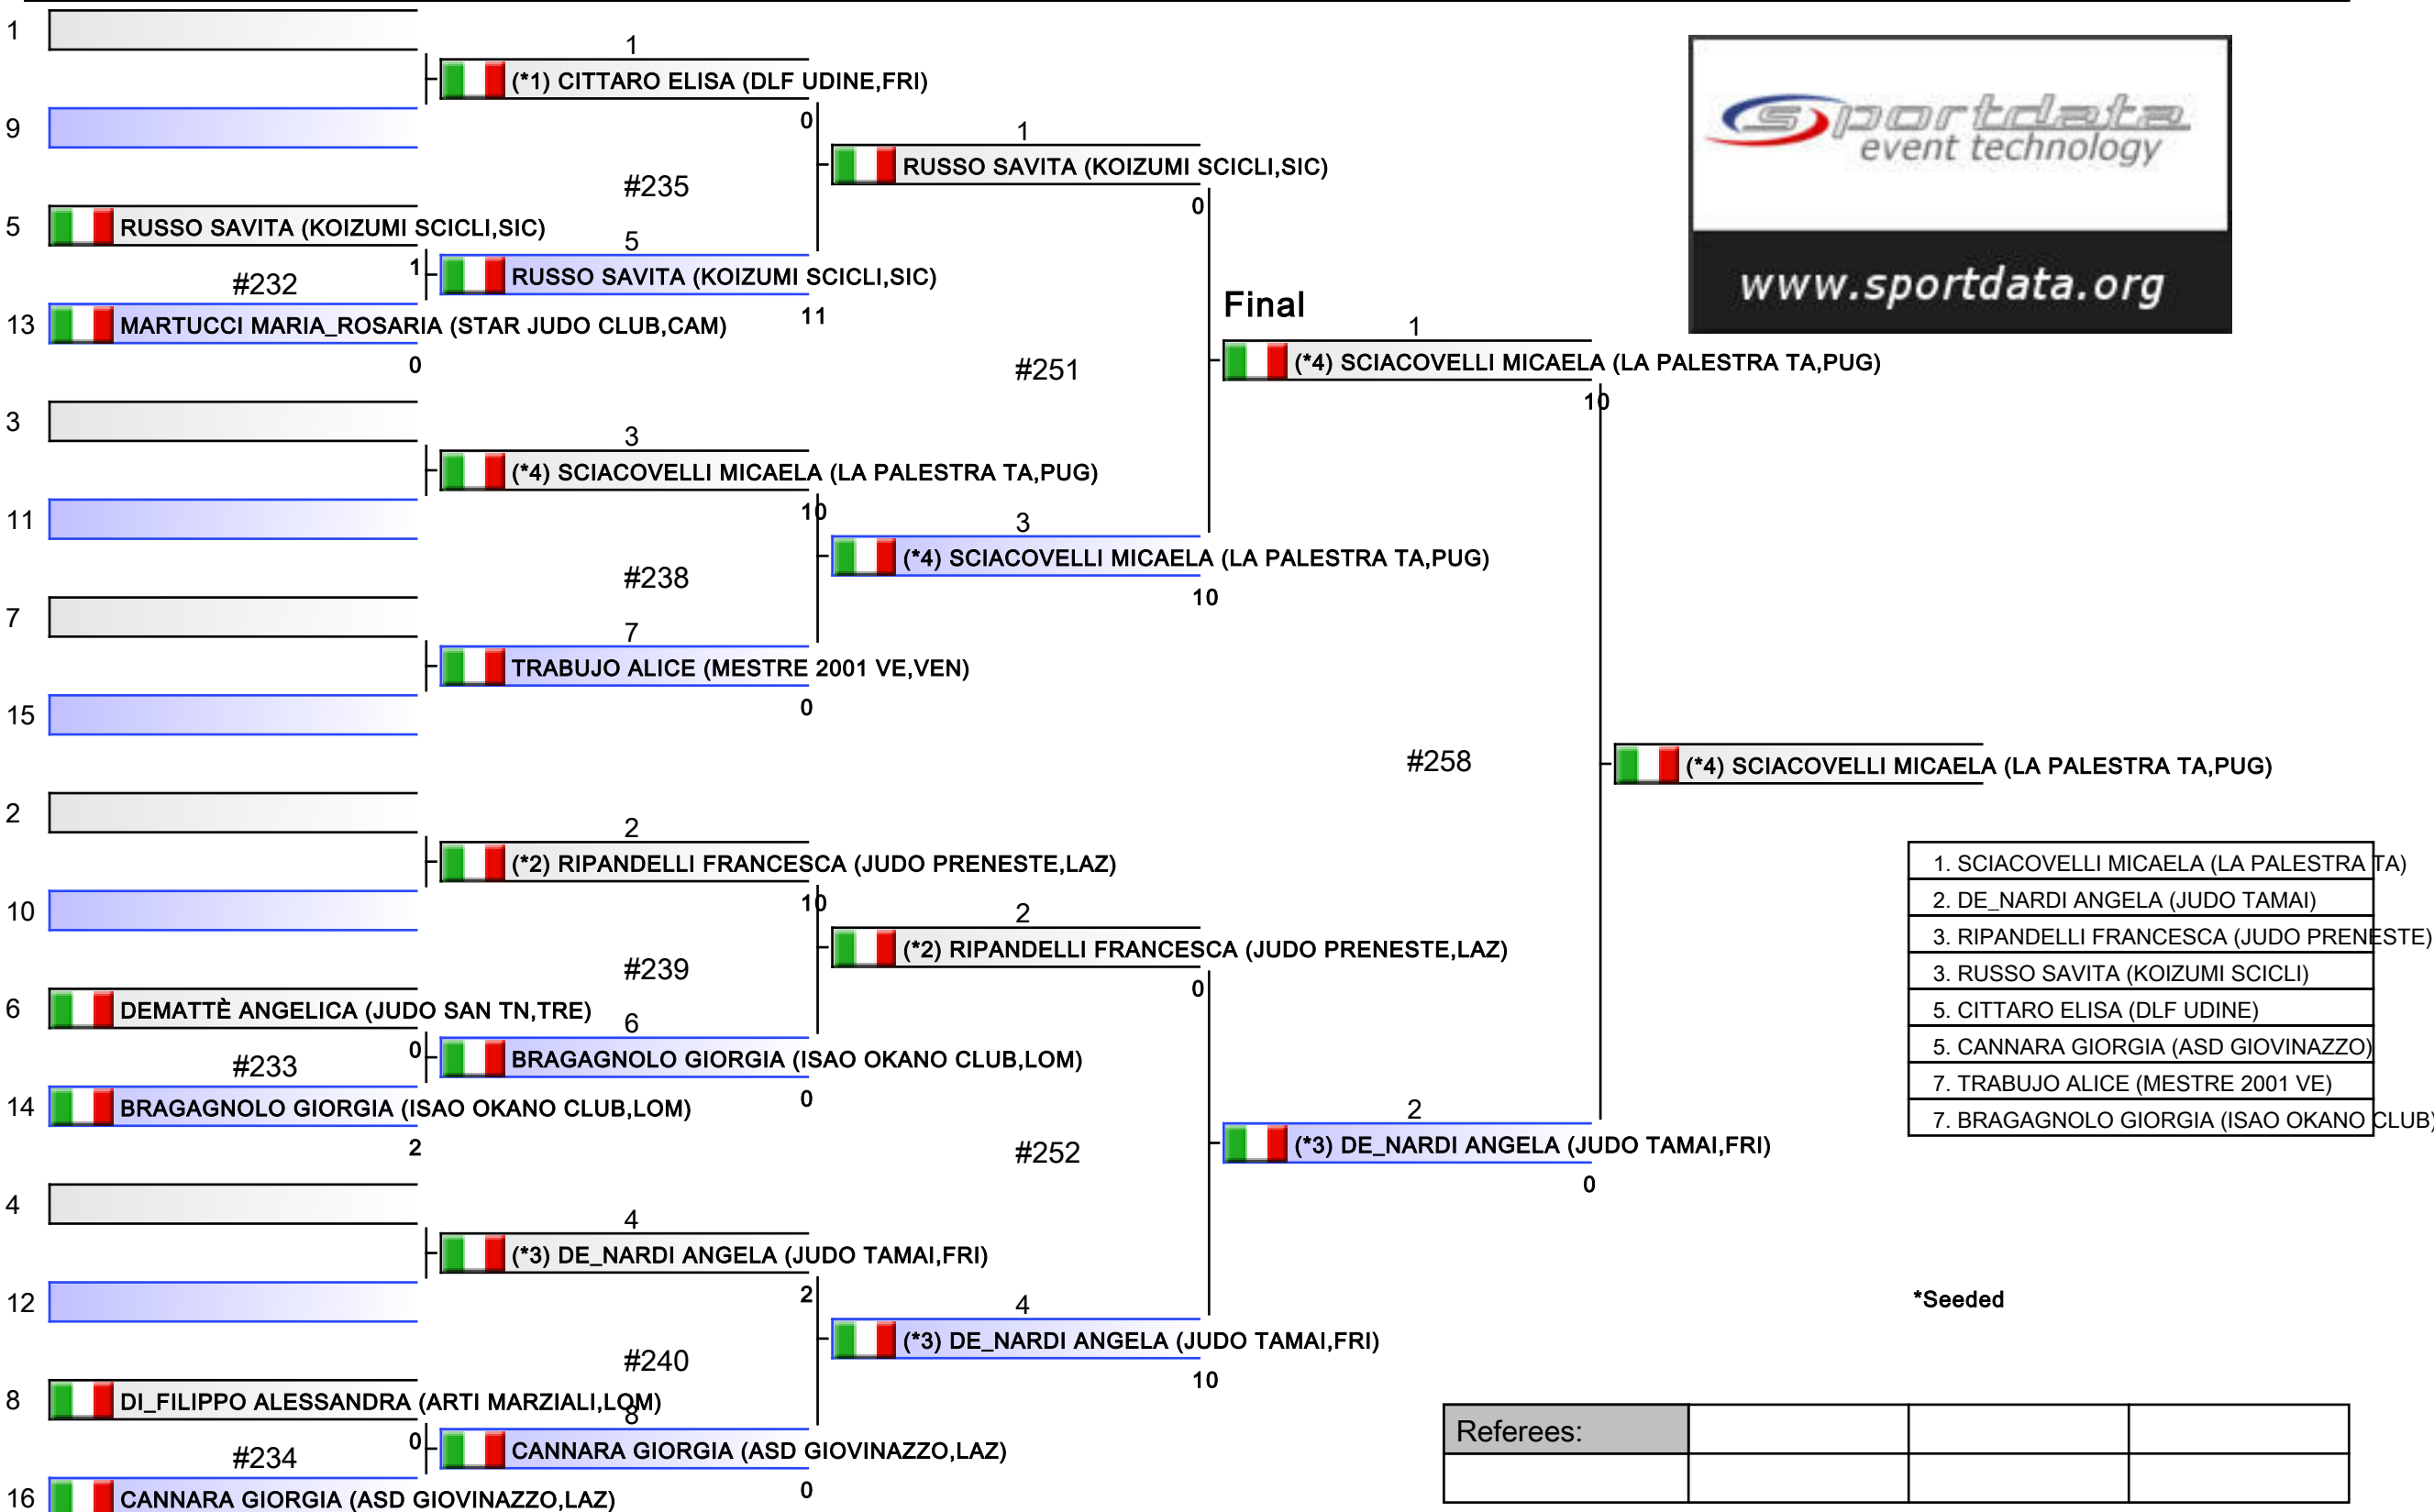 1
1
(*1) CITTARO ELISA (DLF UDINE,FRI)
0
9
1
RUSSO SAVITA (KOIZUMI SCICLI,SIC)
0
#235
5
RUSSO SAVITA (KOIZUMI SCICLI,SIC)
1
5
RUSSO SAVITA (KOIZUMI SCICLI,SIC)
11
#232
13
MARTUCCI MARIA_ROSARIA (STAR JUDO CLUB,CAM)
0
#251
Final
1
(*4) SCIACOVELLI MICAELA (LA PALESTRA TA,PUG)
10
sportdata
event technology
www.sportdata.org
3
3
(*4) SCIACOVELLI MICAELA (LA PALESTRA TA,PUG)
10
11
3
(*4) SCIACOVELLI MICAELA (LA PALESTRA TA,PUG)
10
#238
7
7
TRABUJO ALICE (MESTRE 2001 VE,VEN)
0
15
#258
(*4) SCIACOVELLI MICAELA (LA PALESTRA TA,PUG)
2
2
(*2) RIPANDELLI FRANCESCA (JUDO PRENESTE,LAZ)
10
10
2
(*2) RIPANDELLI FRANCESCA (JUDO PRENESTE,LAZ)
0
#239
6
DEMATTÈ ANGELICA (JUDO SAN TN,TRE)
0
6
BRAGAGNOLO GIORGIA (ISAO OKANO CLUB,LOM)
0
#233
14
BRAGAGNOLO GIORGIA (ISAO OKANO CLUB,LOM)
2
#252
2
(*3) DE_NARDI ANGELA (JUDO TAMAI,FRI)
0
1. SCIACOVELLI MICAELA (LA PALESTRA TA)
2. DE_NARDI ANGELA (JUDO TAMAI)
3. RIPANDELLI FRANCESCA (JUDO PRENESTE)
3. RUSSO SAVITA (KOIZUMI SCICLI)
5. CITTARO ELISA (DLF UDINE)
5. CANNARA GIORGIA (ASD GIOVINAZZO)
7. TRABUJO ALICE (MESTRE 2001 VE)
7. BRAGAGNOLO GIORGIA (ISAO OKANO CLUB)
4
4
(*3) DE_NARDI ANGELA (JUDO TAMAI,FRI)
2
12
4
(*3) DE_NARDI ANGELA (JUDO TAMAI,FRI)
10
*Seeded
#240
8
DI_FILIPPO ALESSANDRA (ARTI MARZIALI,LOM)
0
8
CANNARA GIORGIA (ASD GIOVINAZZO,LAZ)
0
#234
16
CANNARA GIORGIA (ASD GIOVINAZZO,LAZ)
Referees: